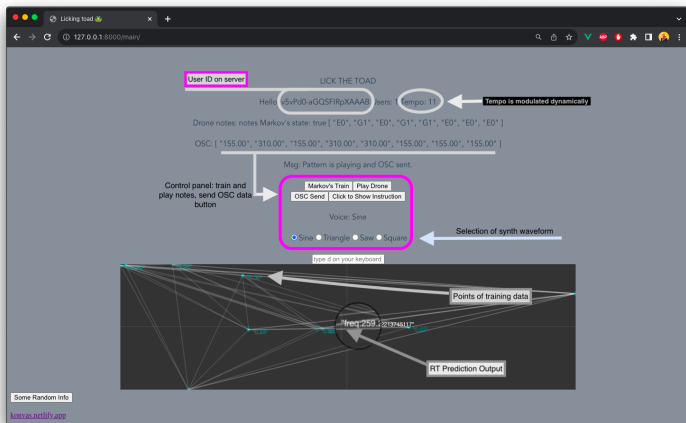 Licking toad
127.0.0.1:8000/main/
User ID on server
LICK THE TOAD
Hello v5vPd0-aGQSFIRpXAAAB Users: 1 Tempo: 11
Tempo is modulated dynamically
Drone notes: notes Markov's state: true [ "E0", "G1", "E0", "G1", "G1", "E0", "E0", "E0" ]
OSC: [ "155.00", "310.00", "155.00", "310.00", "310.00", "155.00", "155.00", "155.00" ]
Msg: Pattern is playing and OSC sent.
Control panel: train and
play notes, send OSC data
button
Markov's Train Play Drone
OSC Send Click to Show Instruction
Voice: Sine
Selection of synth waveform
Sine Triangle Saw Square
type d on your keyboard
Points of training data
"freq:259.
RT Prediction Output
Some Random Info
konvas.netlify.app